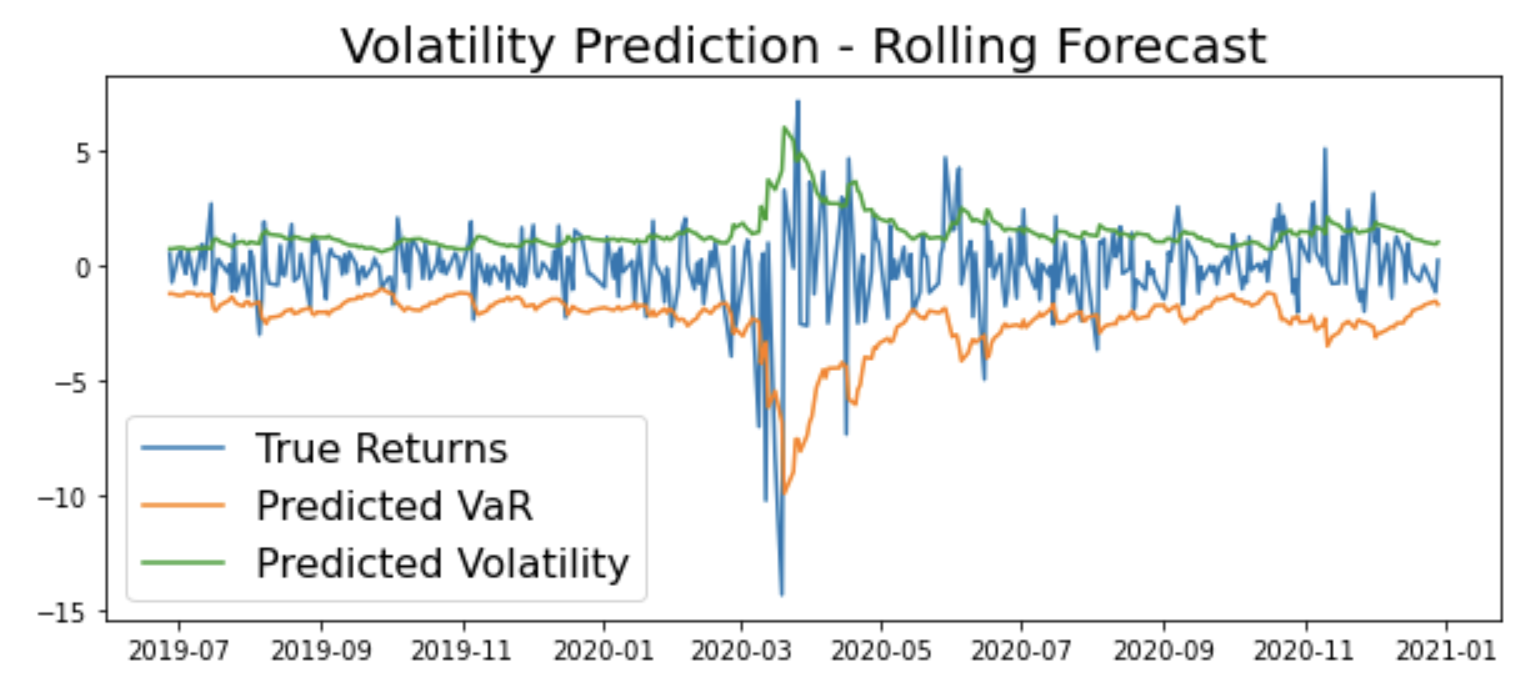 Volatility Prediction - Rolling Forecast
5
0
−5
−10
−15
True Returns
Predicted VaR
Predicted Volatility
2019-07 2019-09 2019-11 2020-01 2020-03 2020-05 2020-07 2020-09 2020-11 2021-01